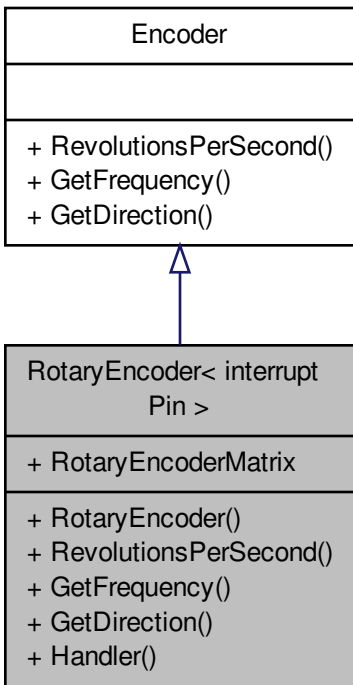 Encoder
+ RevolutionsPerSecond()
+ GetFrequency()
+ GetDirection()
RotaryEncoder< interrupt
Pin >
+ RotaryEncoderMatrix
+ RotaryEncoder()
+ RevolutionsPerSecond()
+ GetFrequency()
+ GetDirection()
+ Handler()